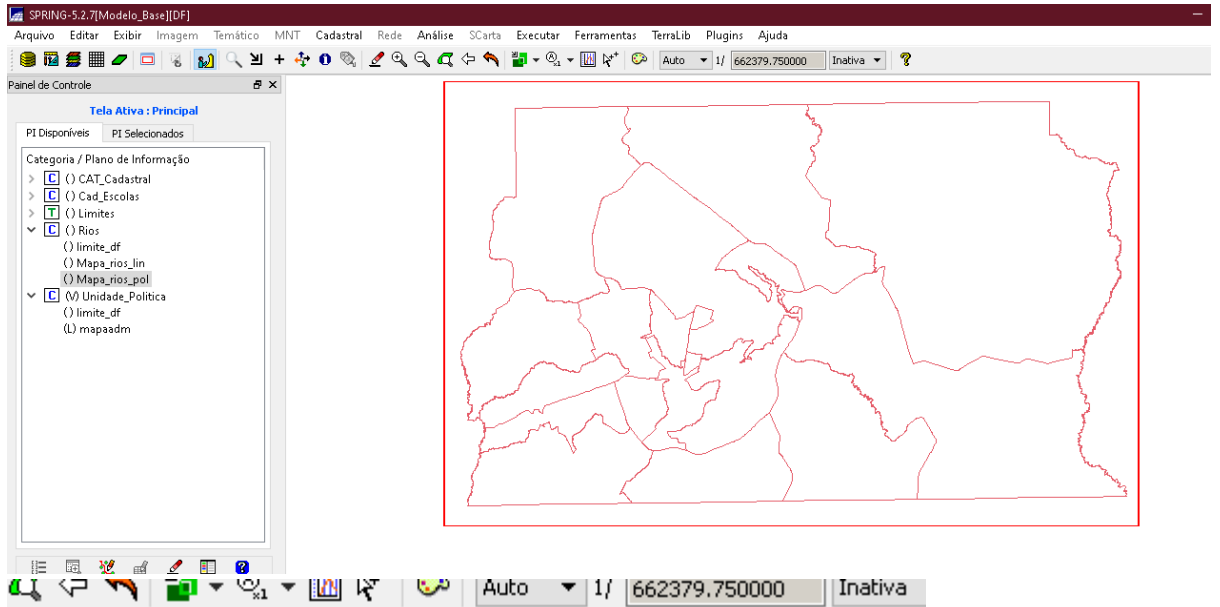 SPRING-5.2.7[Modelo_Base][DF]
Arquivo Editar Exibir Imagem Temático MNT Cadastral Rede Análise SCarta Executar Ferramentas TerraLib Plugins Ajuda
x1 Auto 1/ 662379.750000 Inativa ?
Painel de Controle
Tela Ativa : Principal
PI Disponíveis PI Selecionados
Categoria / Plano de Informação
C () CAT_Cadastral
C () Cad_Escolas
T () Limites
C () Rios
() limite_df
() Mapa_rios_lin
() Mapa_rios_pol
C (V) Unidade_Politica
() limite_df
(L) mapaadm
?
x1 Auto 1/ 662379.750000 Inativa